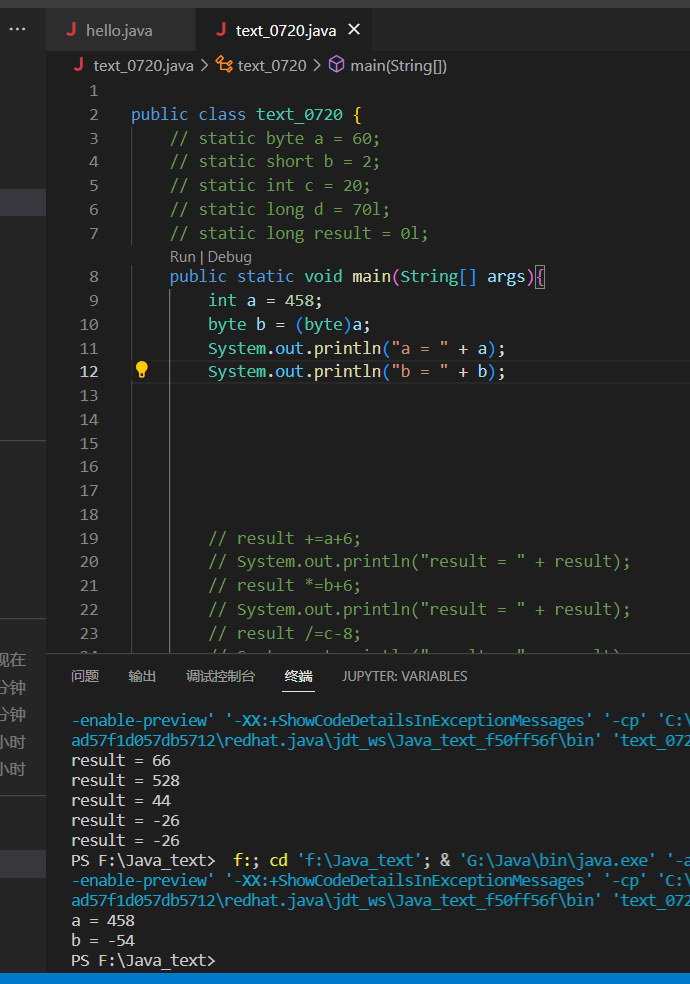 hello.java text_0720.java
text_0720.java > text_0720 > main(String[])
1
2 public class text_0720 {
3 // static byte a = 60;
4 // static short b = 2;
5 // static int c = 20;
6 // static long d = 70l;
7 // static long result = 0l;
Run | Debug
8 public static void main(String[] args){
9 int a = 458;
10 byte b = (byte)a;
11 System.out.println("a = " + a);
12 System.out.println("b = " + b);
13
14
15
16
17
18
19 // result +=a+6;
20 // System.out.println("result = " + result);
21 // result *=b+6;
22 // System.out.println("result = " + result);
23 // result /=c-8;
现在
分钟
分钟
小时
小时
问题 输出 调试控制台 终端 JUPYTER: VARIABLES
-enable-preview' '-XX:+ShowCodeDetailsInExceptionMessages' '-cp' 'C:\
ad57f1d057db5712\redhat.java\jdt_ws\Java_text_f50ff56f\bin' 'text_072
result = 66
result = 528
result = 44
result = -26
result = -26
PS F:\Java_text> f:; cd 'f:\Java_text'; & 'G:\Java\bin\java.exe' '-
-enable-preview' '-XX:+ShowCodeDetailsInExceptionMessages' '-cp' 'C:\
ad57f1d057db5712\redhat.java\jdt_ws\Java_text_f50ff56f\bin' 'text_072
a = 458
b = -54
PS F:\Java_text>